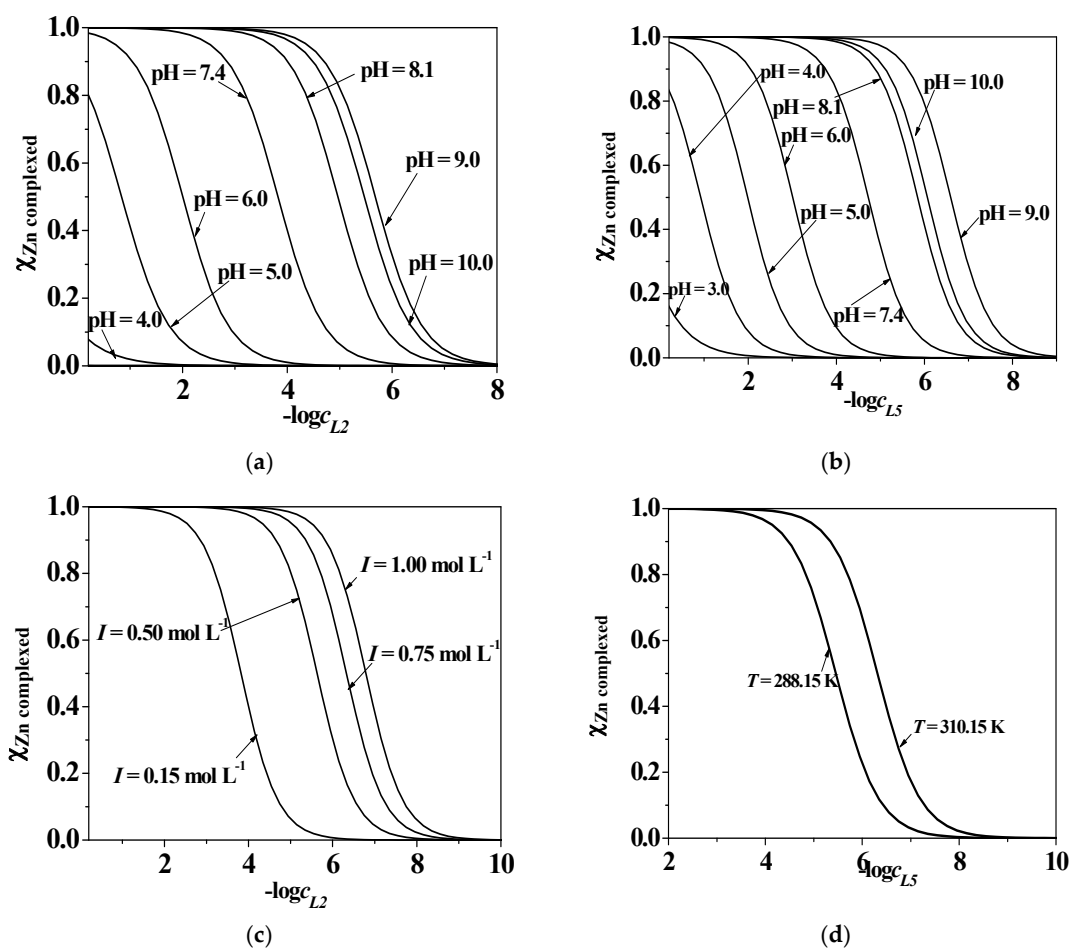 1.0
0.8
0.6
0.4
0.2
0.0
χZn complexed
pH = 7.4
pH = 8.1
pH = 9.0
pH = 6.0
pH = 5.0
pH = 10.0
pH = 4.0
2 4 6 8
-logcL2
(a)
1.0
0.8
0.6
0.4
0.2
0.0
χZn complexed
pH = 4.0
pH = 8.1
pH = 10.0
pH = 6.0
pH = 5.0
pH = 9.0
pH = 3.0
pH = 7.4
2 4 6 8
-logcL5
(b)
1.0
0.8
0.6
0.4
0.2
0.0
χZn complexed
I = 1.00 mol L-1
I = 0.50 mol L-1
I = 0.75 mol L-1
I = 0.15 mol L-1
2 4 6 8 10
-logcL2
(c)
1.0
0.8
0.6
0.4
0.2
0.0
χZn complexed
T = 288.15 K
T = 310.15 K
2 4 6 8 10
-logcL5
(d)